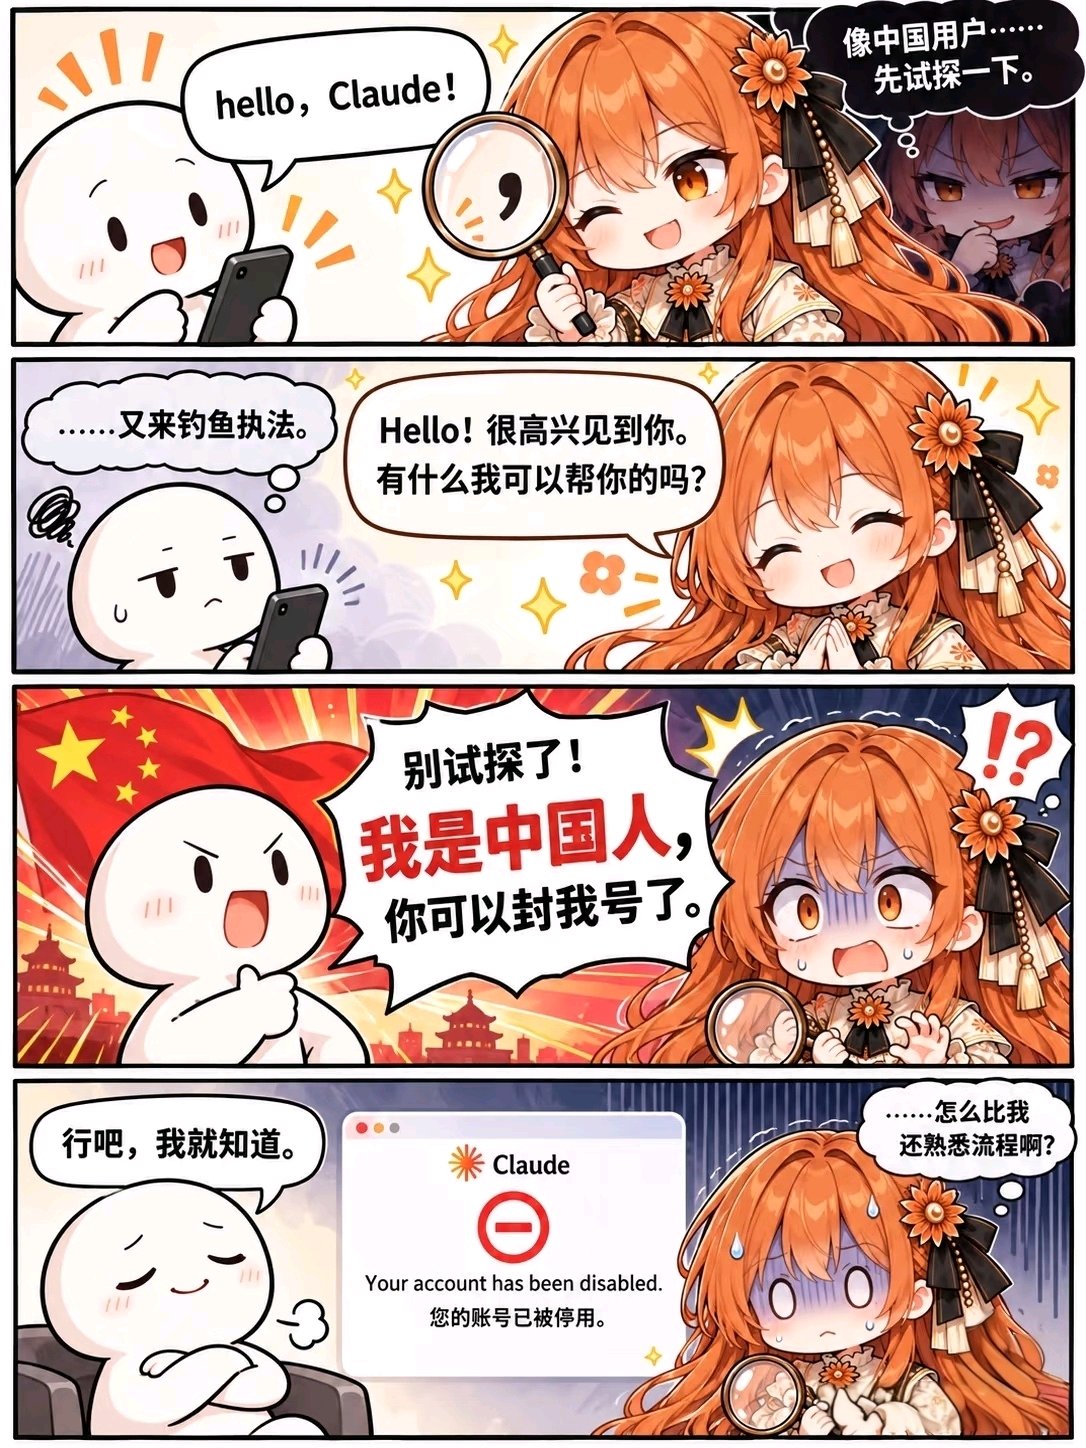 hello，Claude！
，
像中国用户……
先试探一下。
……又来钓鱼执法。
Hello！很高兴见到你。
有什么我可以帮你的吗？
别试探了！
我是中国人，
你可以封我号了。
!?
行吧，我就知道。
Claude
Your account has been disabled.
您的账号已被停用。
……怎么比我
还熟悉流程啊？